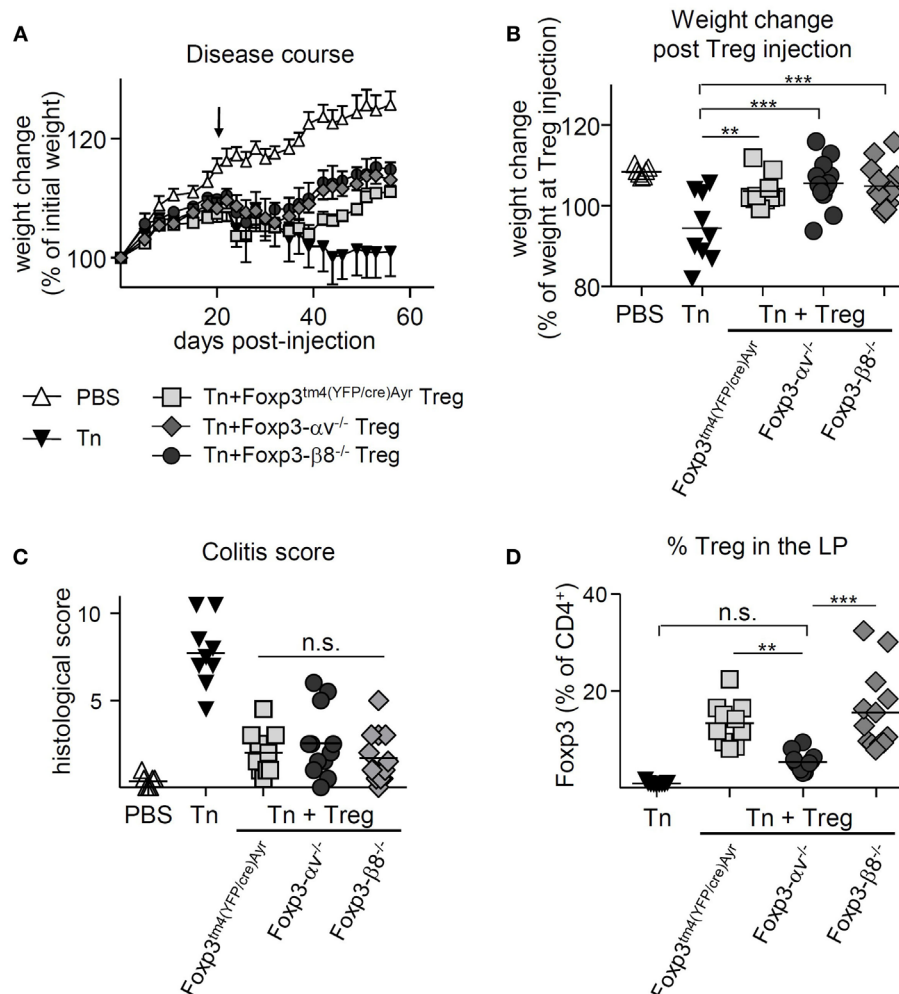 A
Disease course
weight change
(% of initial weight)
120
100
0
20
40
60
days post-injection
PBS
Tn
Tn+Foxp3tm4(YFP/cre)Ayr Treg
Tn+Foxp3-αv-/- Treg
Tn+Foxp3-β8-/- Treg
B
Weight change
post Treg injection
weight change
(% of weight at Treg injection)
120
100
80
***
***
**
PBS
Tn
Tn + Treg
Foxp3tm4(YFP/cre)Ayr
Foxp3-αv-/-
Foxp3-β8-/-
C
Colitis score
histological score
10
5
n.s.
PBS
Tn
Tn + Treg
Foxp3tm4(YFP/cre)Ayr
Foxp3-αv-/-
Foxp3-β8-/-
D
% Treg in the LP
Foxp3 (% of CD4+)
40
20
n.s.
***
**
Tn
Tn + Treg
Foxp3tm4(YFP/cre)Ayr
Foxp3-αv-/-
Foxp3-β8-/-